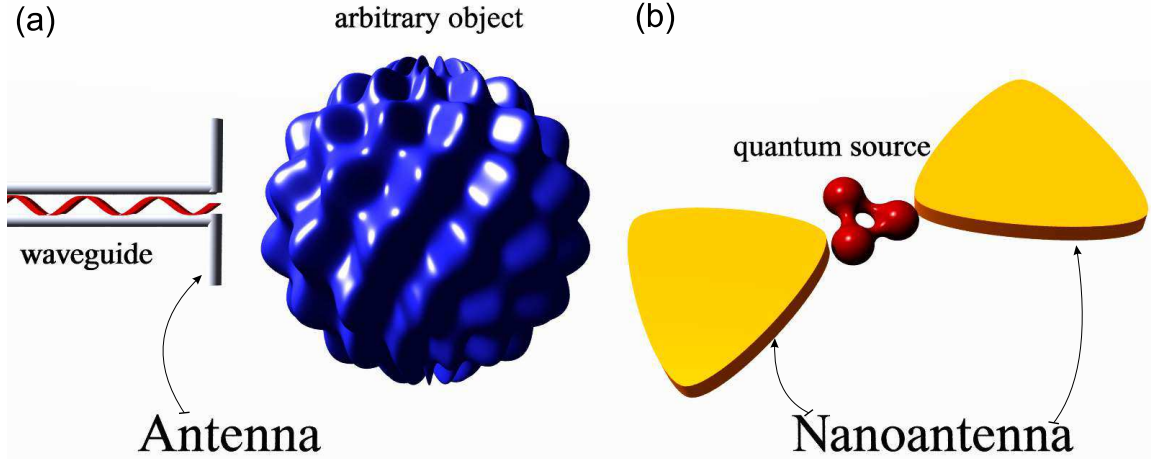 (a)
arbitrary object
waveguide
Antenna
(b)
quantum source
Nanoantenna